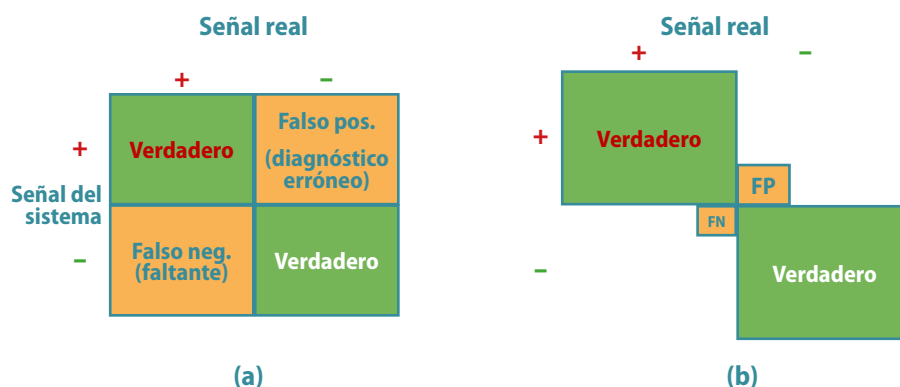 Señal real
+
–
+
Señal del
sistema
–
Verdadero
Falso pos.
(diagnóstico
erróneo)
Falso neg.
(faltante)
Verdadero
(a)
Señal real
+
–
+
–
Verdadero
FP
FN
Verdadero
(b)